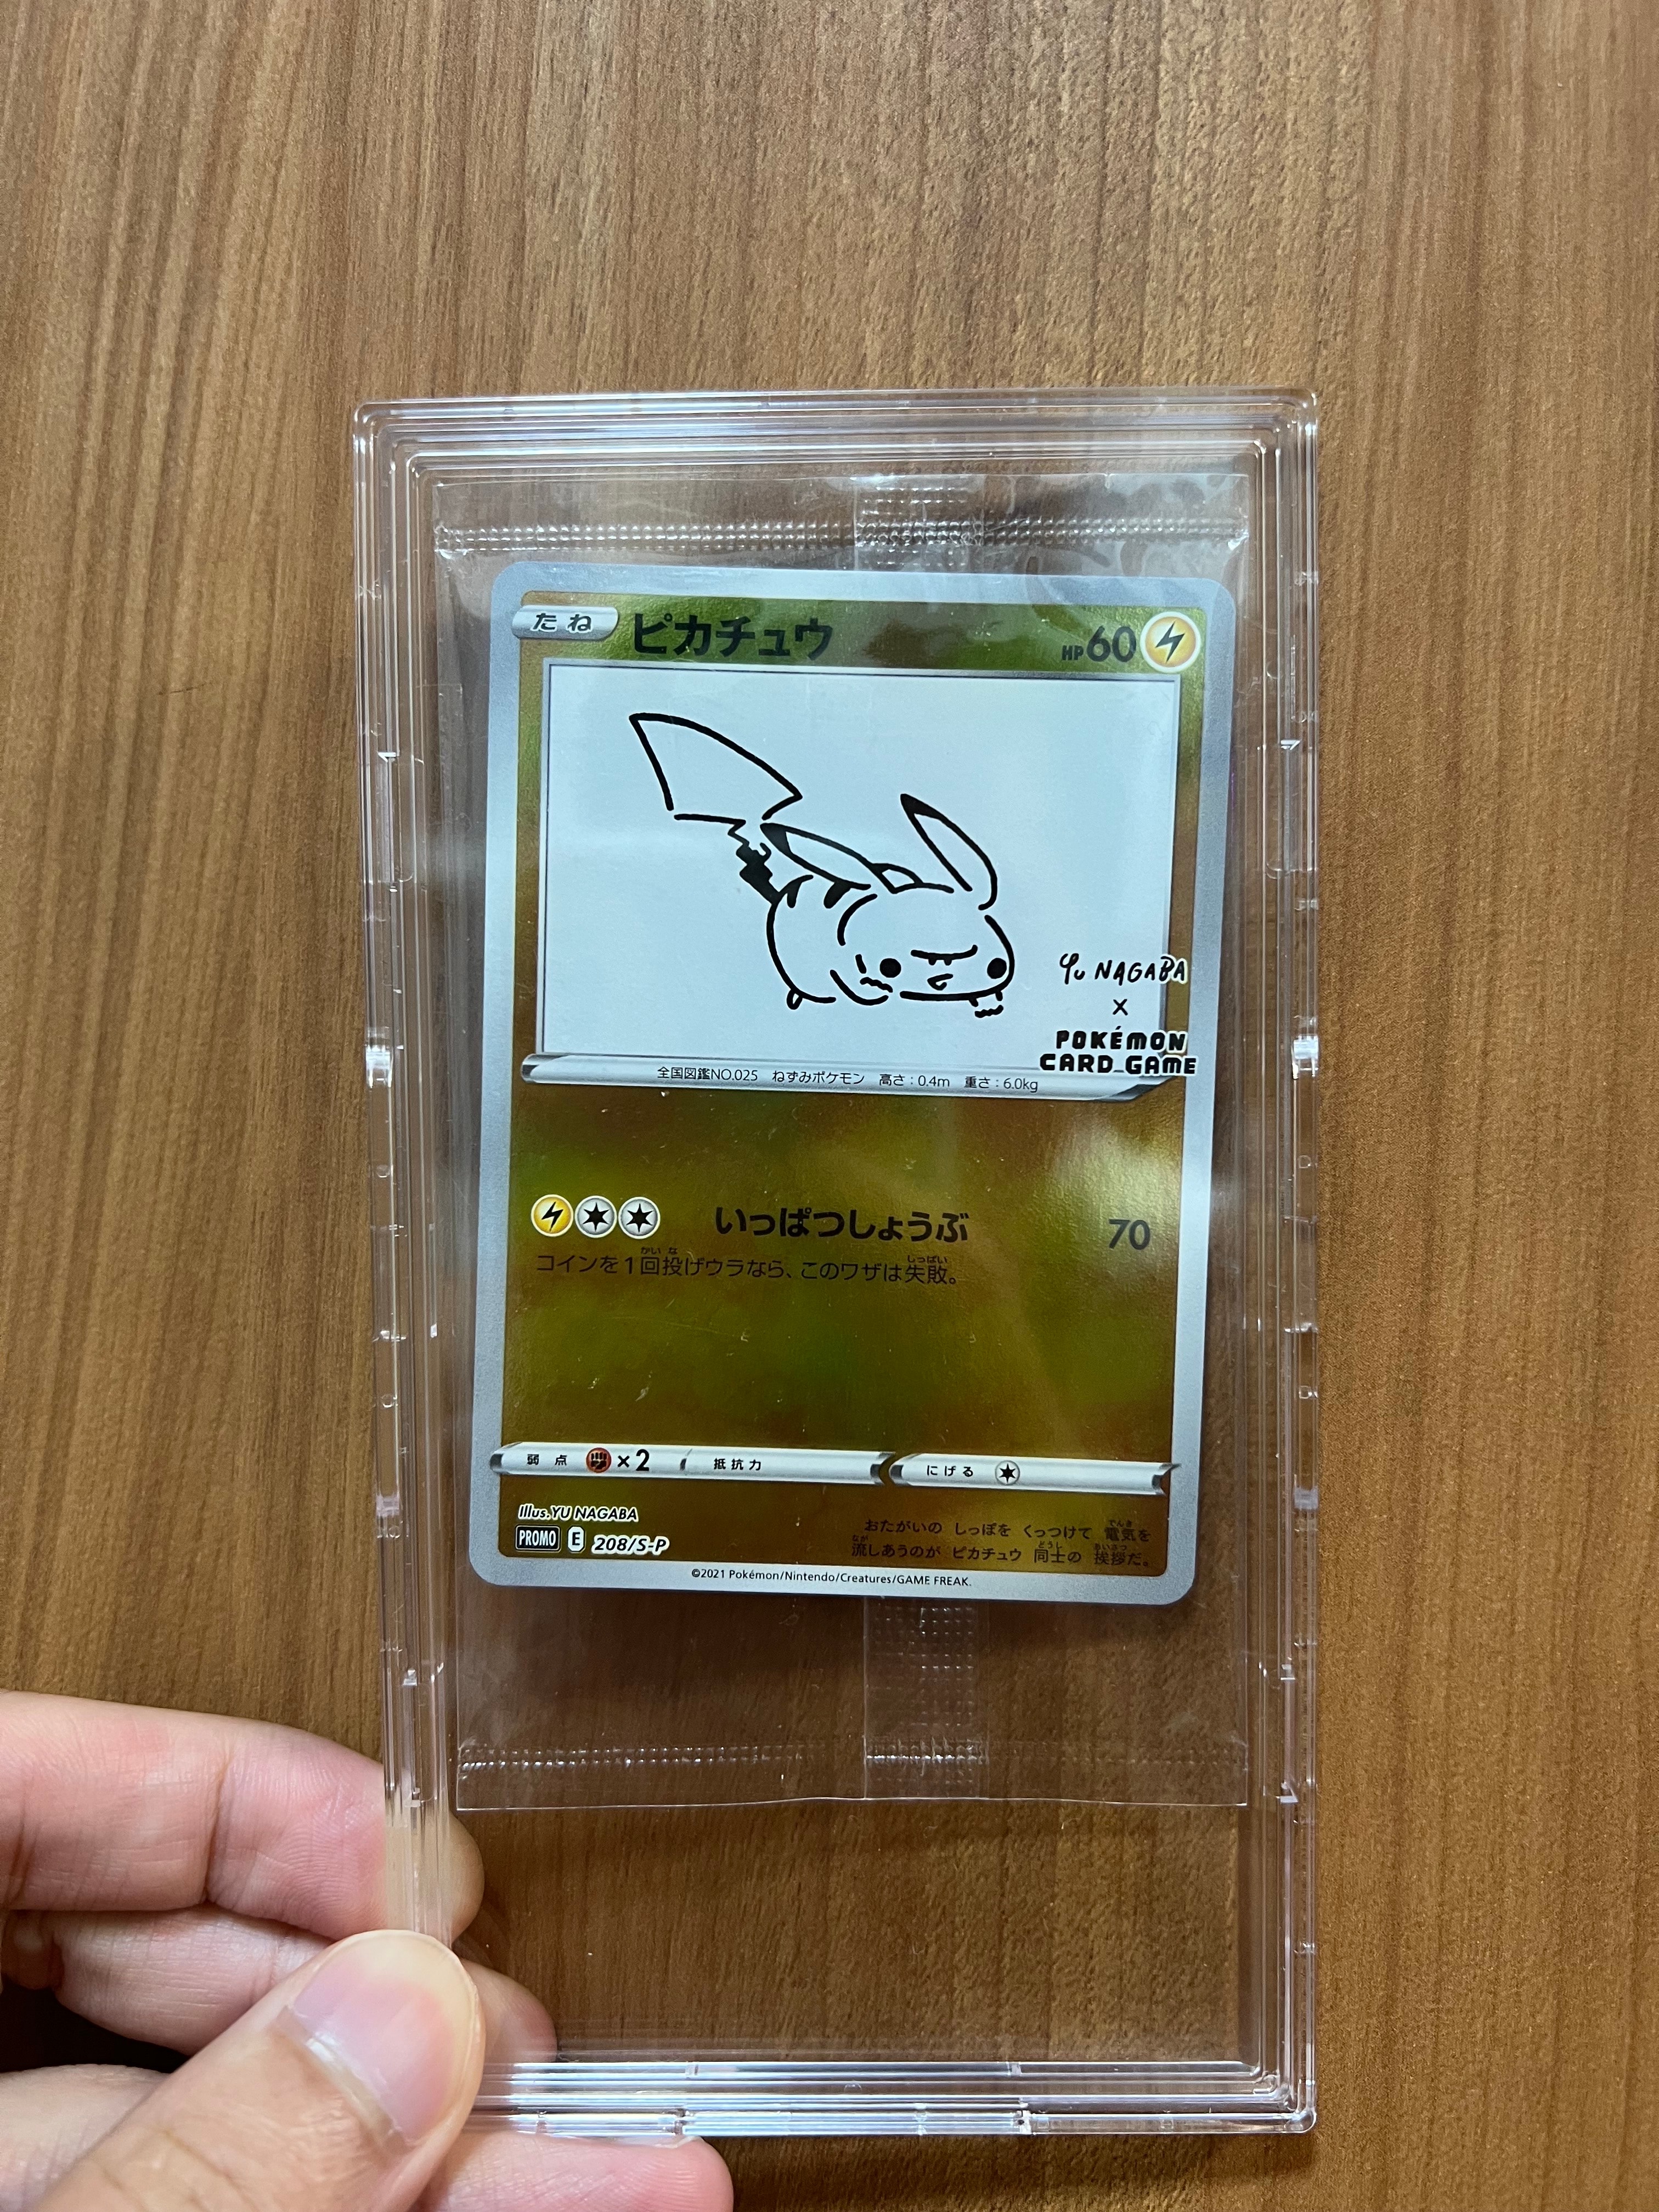 たね ピカチュウ HP60
Yu NAGABA
×
POKÉMON
CARD GAME
全国図鑑NO.025 ねずみポケモン 高さ:0.4m 重さ:6.0kg
いっぱつしょうぶ 70
コインを1回投げウラなら、このワザは失敗。
弱点 ×2 抵抗力 にげる
Illus.YU NAGABA
PROMO E 208/S-P
おたがいの しっぽを くっつけて 電気を
流しあうのが ピカチュウ 同士の 挨拶だ。
©2021 Pokémon/Nintendo/Creatures/GAME FREAK.